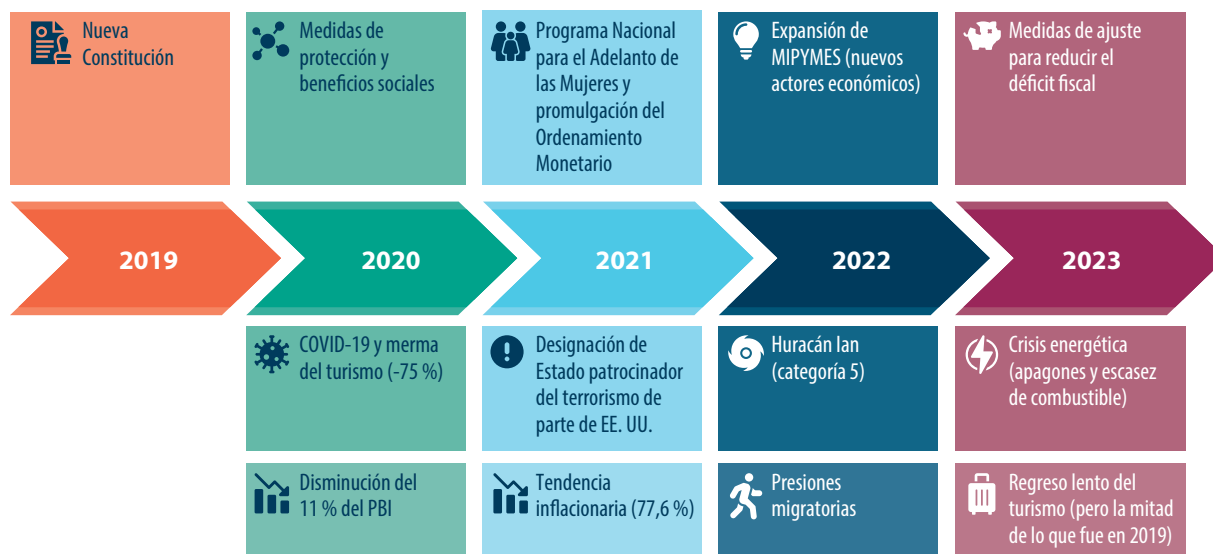 Nueva
Constitución
Medidas de
protección y
beneficios sociales
Programa Nacional
para el Adelanto de
las Mujeres y
promulgación del
Ordenamiento
Monetario
Expansión de
MIPYMES (nuevos
actores económicos)
Medidas de ajuste
para reducir el
déficit fiscal
2019
2020
2021
2022
2023
COVID-19 y merma
del turismo (-75 %)
Designación de
Estado patrocinador
del terrorismo de
parte de EE. UU.
Huracán Ian
(categoría 5)
Crisis energética
(apagones y escasez
de combustible)
Disminución del
11 % del PBI
Tendencia
inflacionaria (77,6 %)
Presiones
migratorias
Regreso lento del
turismo (pero la mitad
de lo que fue en 2019)